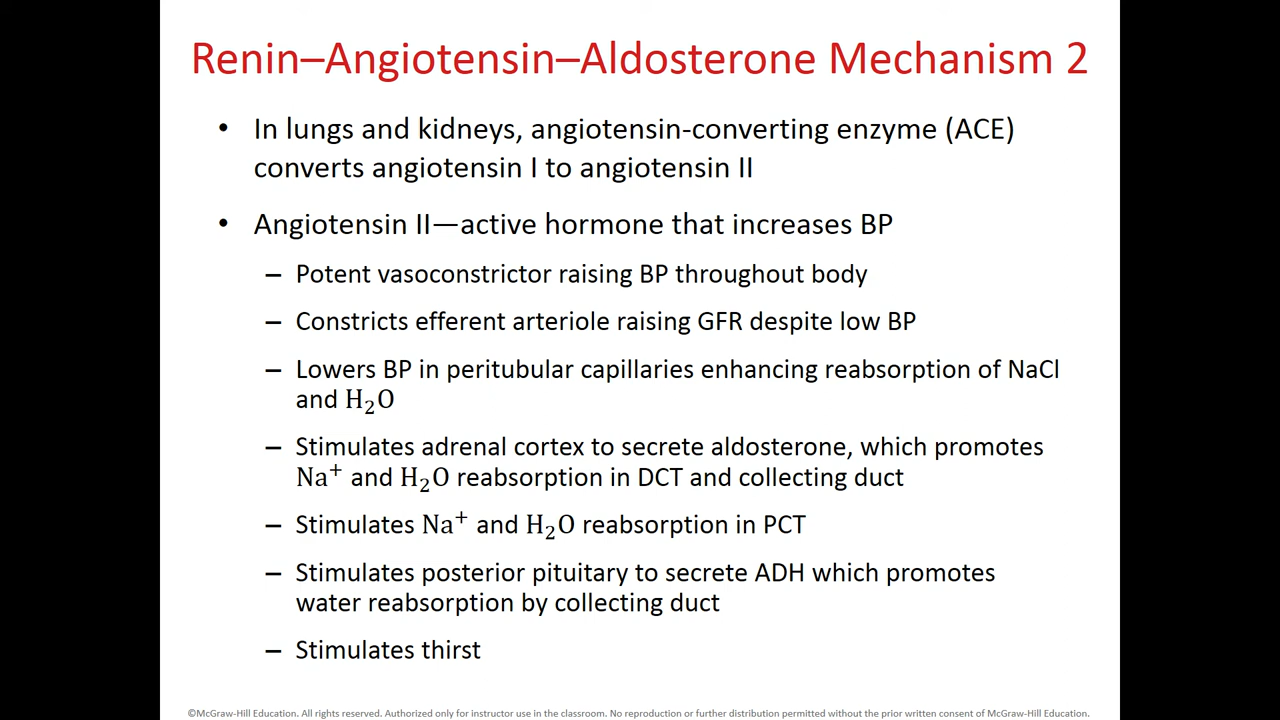 Renin–Angiotensin–Aldosterone Mechanism 2
• In lungs and kidneys, angiotensin-converting enzyme (ACE)
converts angiotensin I to angiotensin II
• Angiotensin II—active hormone that increases BP
– Potent vasoconstrictor raising BP throughout body
– Constricts efferent arteriole raising GFR despite low BP
– Lowers BP in peritubular capillaries enhancing reabsorption of NaCl
and H₂O
– Stimulates adrenal cortex to secrete aldosterone, which promotes
Na⁺ and H₂O reabsorption in DCT and collecting duct
– Stimulates Na⁺ and H₂O reabsorption in PCT
– Stimulates posterior pituitary to secrete ADH which promotes
water reabsorption by collecting duct
– Stimulates thirst
©McGraw-Hill Education. All rights reserved. Authorized only for instructor use in the classroom. No reproduction or further distribution permitted without the prior written consent of McGraw-Hill Education.